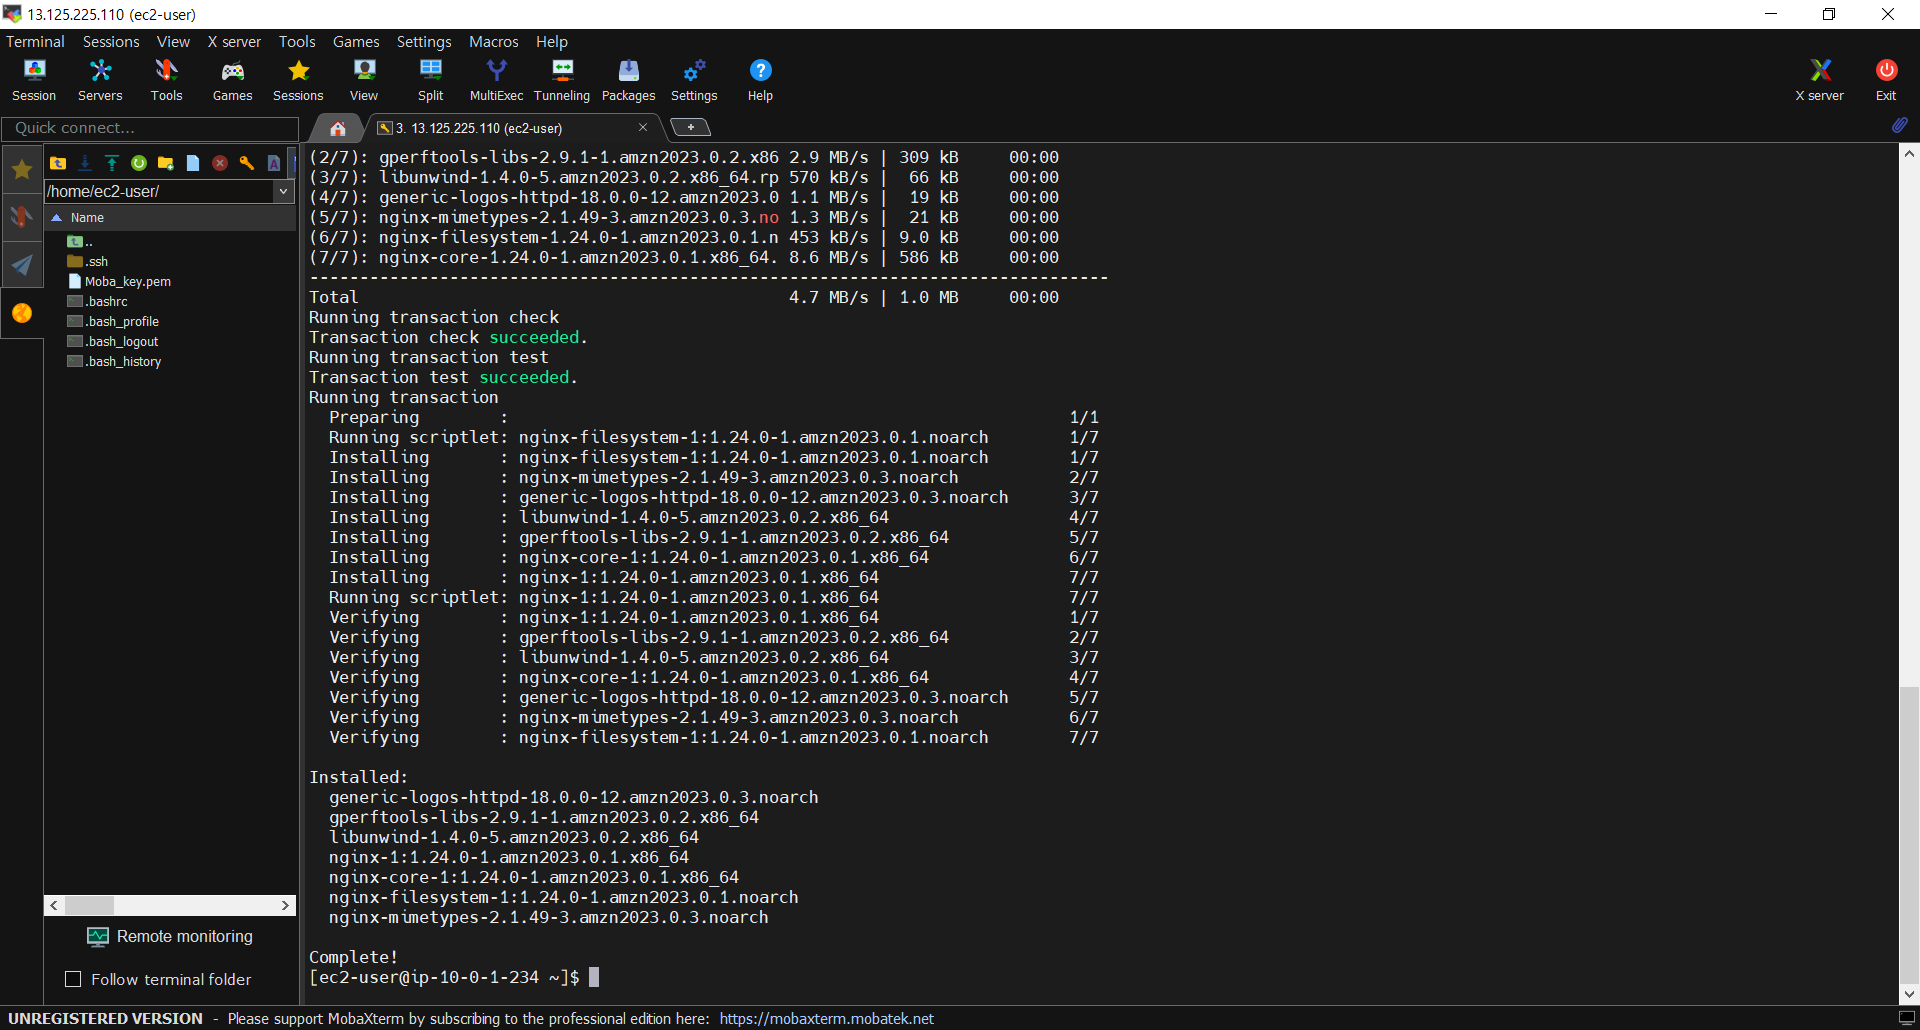 13.125.225.110 (ec2-user)
Terminal Sessions View X server Tools Games Settings Macros Help
Session Servers Tools Games Sessions View Split MultiExec Tunneling Packages Settings Help X server Exit
Quick connect...
3. 13.125.225.110 (ec2-user)
/home/ec2-user/
Name
..
.ssh
Moba_key.pem
.bashrc
.bash_profile
.bash_logout
.bash_history
Remote monitoring
Follow terminal folder
(2/7): gperftools-libs-2.9.1-1.amzn2023.0.2.x86 2.9 MB/s | 309 kB     00:00
(3/7): libunwind-1.4.0-5.amzn2023.0.2.x86_64.rp 570 kB/s |  66 kB     00:00
(4/7): generic-logos-httpd-18.0.0-12.amzn2023.0 1.1 MB/s |  19 kB     00:00
(5/7): nginx-mimetypes-2.1.49-3.amzn2023.0.3.no 1.3 MB/s |  21 kB     00:00
(6/7): nginx-filesystem-1.24.0-1.amzn2023.0.1.n 453 kB/s | 9.0 kB     00:00
(7/7): nginx-core-1.24.0-1.amzn2023.0.1.x86_64. 8.6 MB/s | 586 kB     00:00
--------------------------------------------------------------------------------
Total                                           4.7 MB/s | 1.0 MB     00:00
Running transaction check
Transaction check succeeded.
Running transaction test
Transaction test succeeded.
Running transaction
  Preparing        :                                                        1/1
  Running scriptlet: nginx-filesystem-1:1.24.0-1.amzn2023.0.1.noarch        1/7
  Installing       : nginx-filesystem-1:1.24.0-1.amzn2023.0.1.noarch        1/7
  Installing       : nginx-mimetypes-2.1.49-3.amzn2023.0.3.noarch           2/7
  Installing       : generic-logos-httpd-18.0.0-12.amzn2023.0.3.noarch      3/7
  Installing       : libunwind-1.4.0-5.amzn2023.0.2.x86_64                  4/7
  Installing       : gperftools-libs-2.9.1-1.amzn2023.0.2.x86_64            5/7
  Installing       : nginx-core-1:1.24.0-1.amzn2023.0.1.x86_64              6/7
  Installing       : nginx-1:1.24.0-1.amzn2023.0.1.x86_64                   7/7
  Running scriptlet: nginx-1:1.24.0-1.amzn2023.0.1.x86_64                   7/7
  Verifying        : nginx-1:1.24.0-1.amzn2023.0.1.x86_64                   1/7
  Verifying        : gperftools-libs-2.9.1-1.amzn2023.0.2.x86_64            2/7
  Verifying        : libunwind-1.4.0-5.amzn2023.0.2.x86_64                  3/7
  Verifying        : nginx-core-1:1.24.0-1.amzn2023.0.1.x86_64              4/7
  Verifying        : generic-logos-httpd-18.0.0-12.amzn2023.0.3.noarch      5/7
  Verifying        : nginx-mimetypes-2.1.49-3.amzn2023.0.3.noarch           6/7
  Verifying        : nginx-filesystem-1:1.24.0-1.amzn2023.0.1.noarch        7/7
Installed:
  generic-logos-httpd-18.0.0-12.amzn2023.0.3.noarch
  gperftools-libs-2.9.1-1.amzn2023.0.2.x86_64
  libunwind-1.4.0-5.amzn2023.0.2.x86_64
  nginx-1:1.24.0-1.amzn2023.0.1.x86_64
  nginx-core-1:1.24.0-1.amzn2023.0.1.x86_64
  nginx-filesystem-1:1.24.0-1.amzn2023.0.1.noarch
  nginx-mimetypes-2.1.49-3.amzn2023.0.3.noarch
Complete!
[ec2-user@ip-10-0-1-234 ~]$
UNREGISTERED VERSION - Please support MobaXterm by subscribing to the professional edition here: https://mobaxterm.mobatek.net